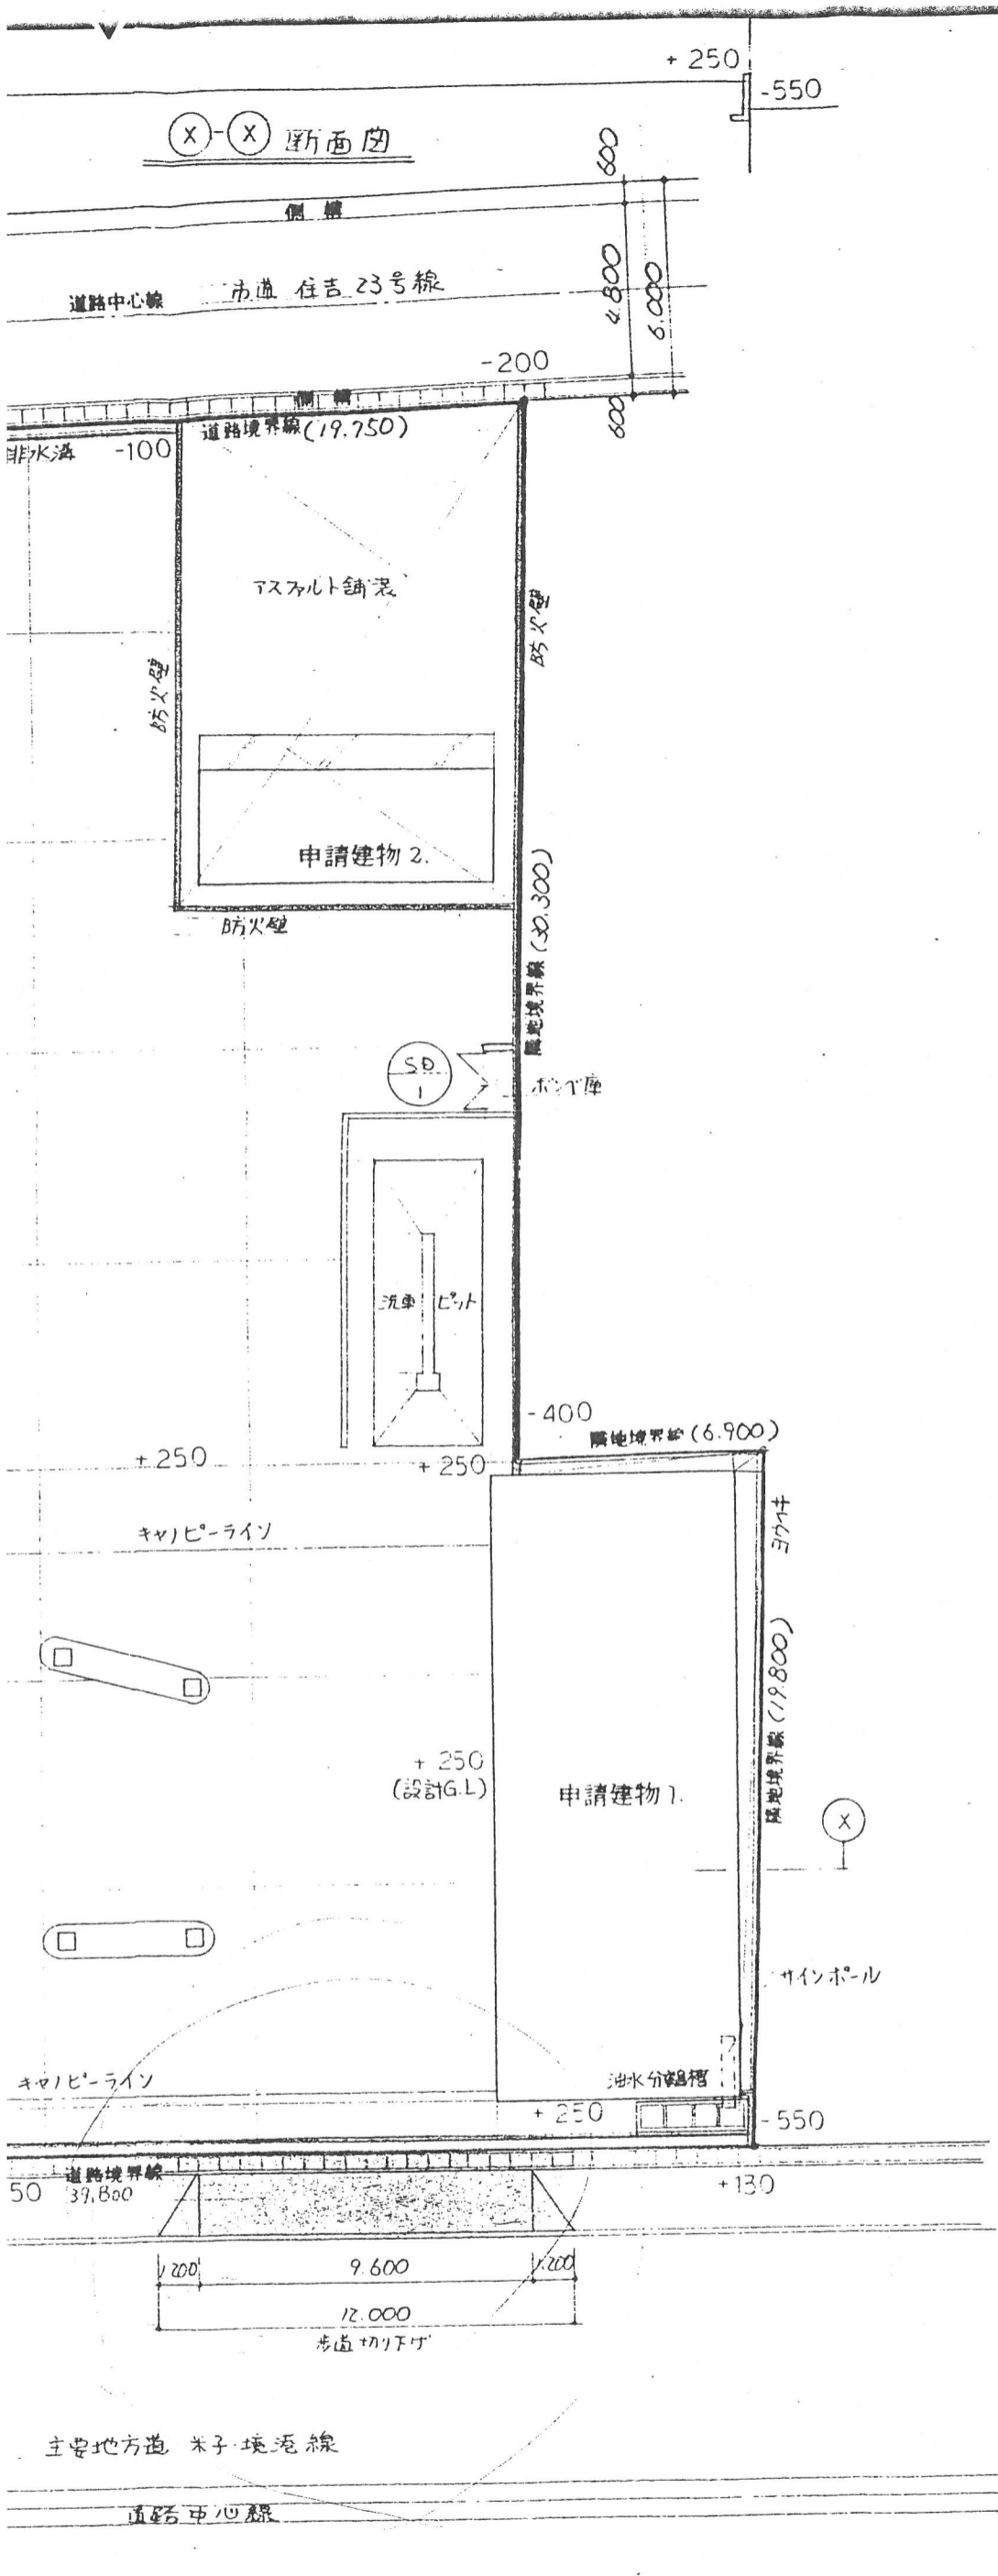 +250
-550
X-X 断面図
600
側溝
4.800
6.000
道路中心線
市道 住吉23号線
-200
側溝
600
道路境界線(19.750)
排水溝
-100
アスファルト舗装
防火壁
防火壁
申請建物2.
防火壁
隣地境界線(30.300)
SD
1
ボンベ庫
洗車ピット
-400
隣地境界線(6.900)
+250
+250
キャノピーライン
ヨウヘキ
隣地境界線(19.800)
+250
(設計G.L)
申請建物1.
X
サインポール
キャノピーライン
油水分離槽
+250
-550
道路境界線
50
39.800
+130
1.200
9.600
1.200
12.000
歩道切り下げ
主要地方道 米子・境港線
道路中心線